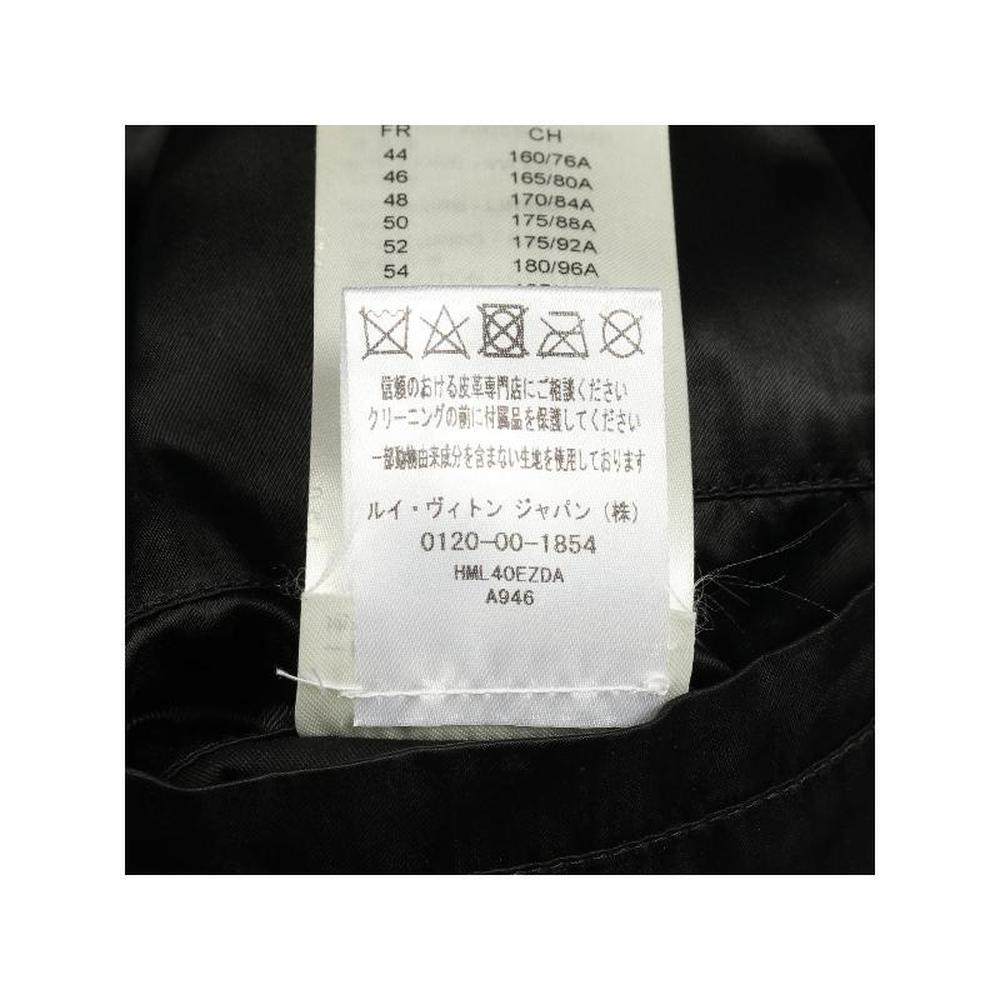 FR CH
44 160/76A
46 165/80A
48 170/84A
50 175/88A
52 175/92A
54 180/96A
信頼のおける皮革専門店にご相談ください
クリーニングの前に付属品を保護してください
一部動物由来成分を含まない生地を使用しております
ルイ・ヴィトン ジャパン (株)
0120-00-1854
HML40EZDA
A946